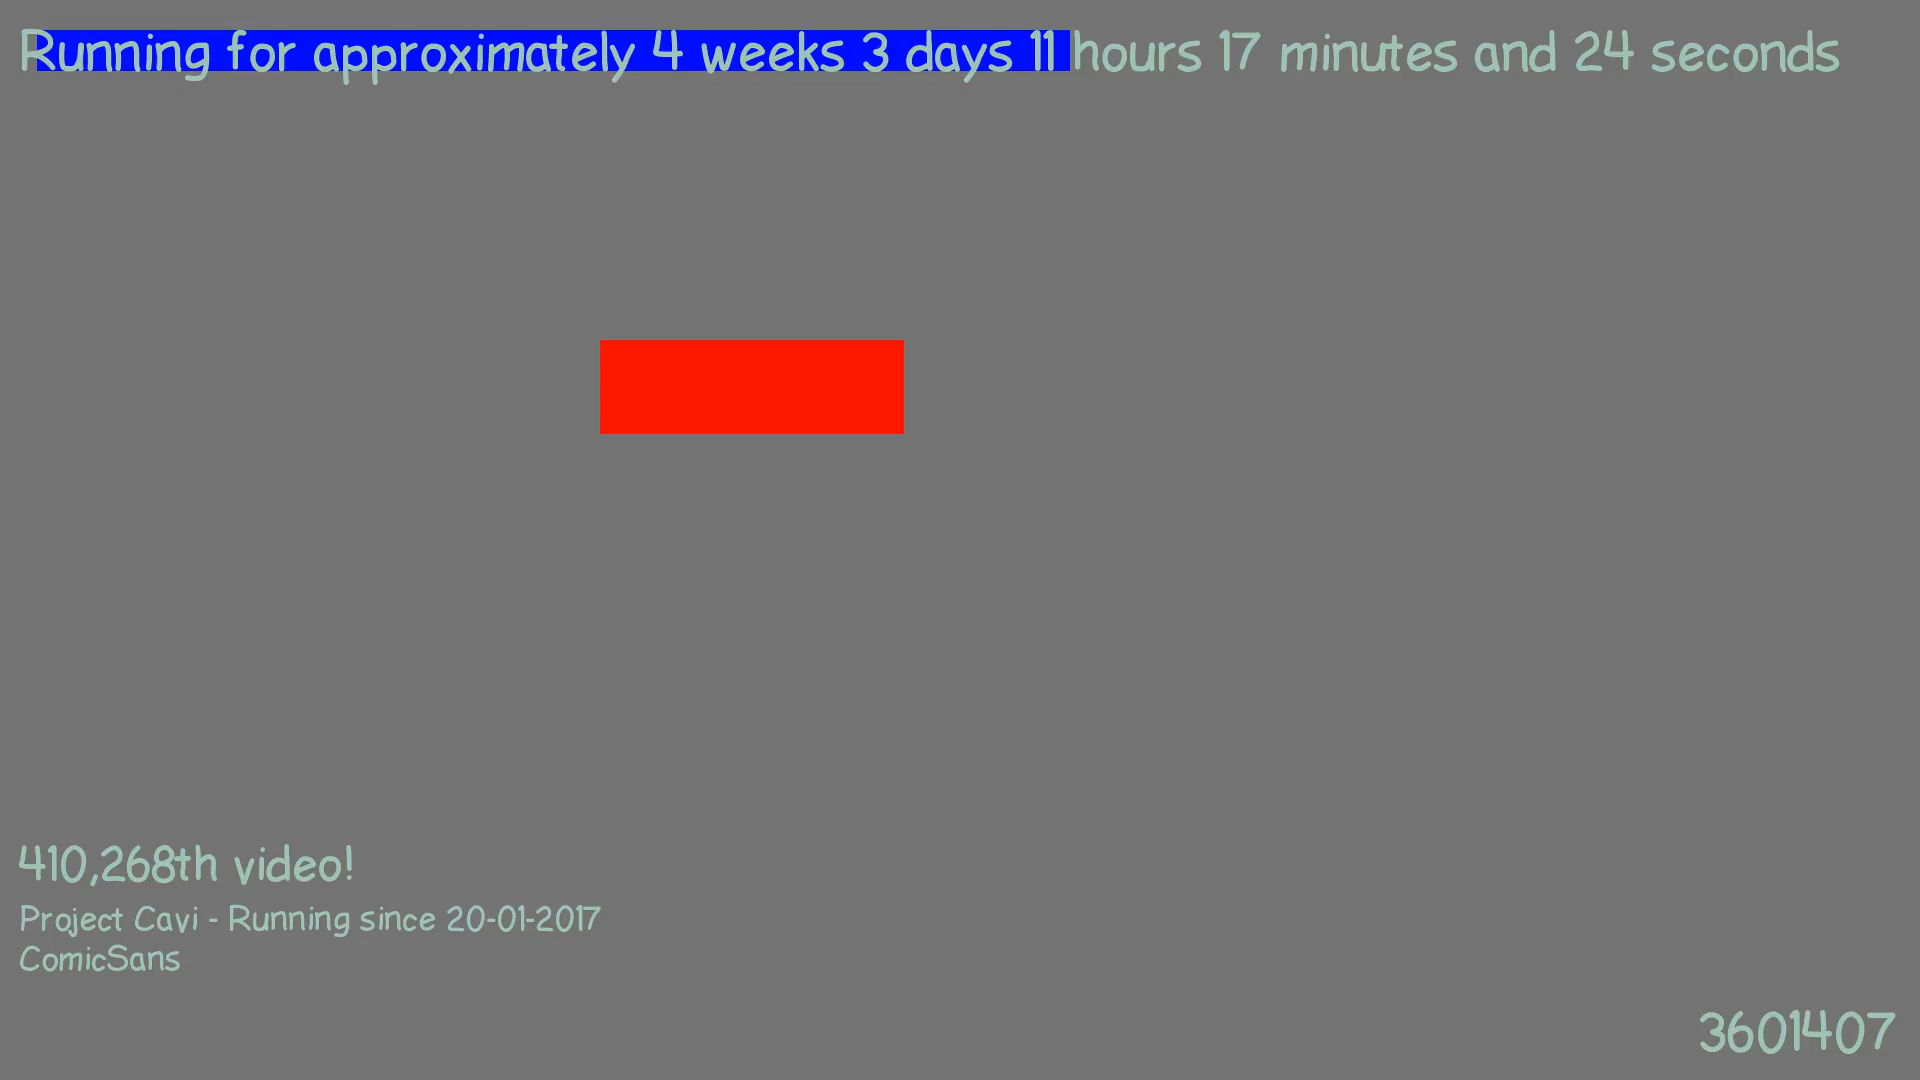 Running for approximately 4 weeks 3 days 11 hours 17 minutes and 24 seconds
410,268th video!
Project Cavi - Running since 20-01-2017
ComicSans
3601407